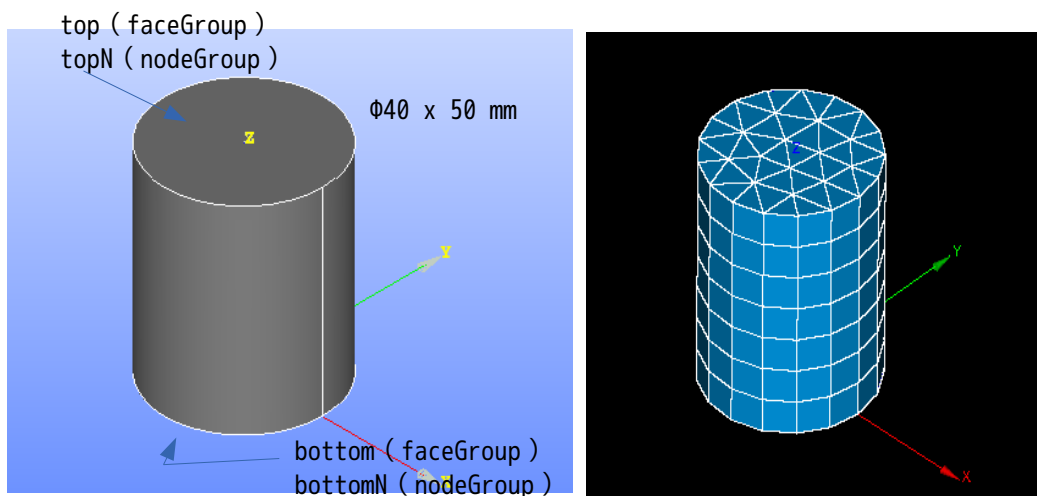 top（faceGroup）
topN（nodeGroup）
Φ40 x 50 mm
Z
Y
X
bottom（faceGroup）
bottomN（nodeGroup）
Z
Y
X